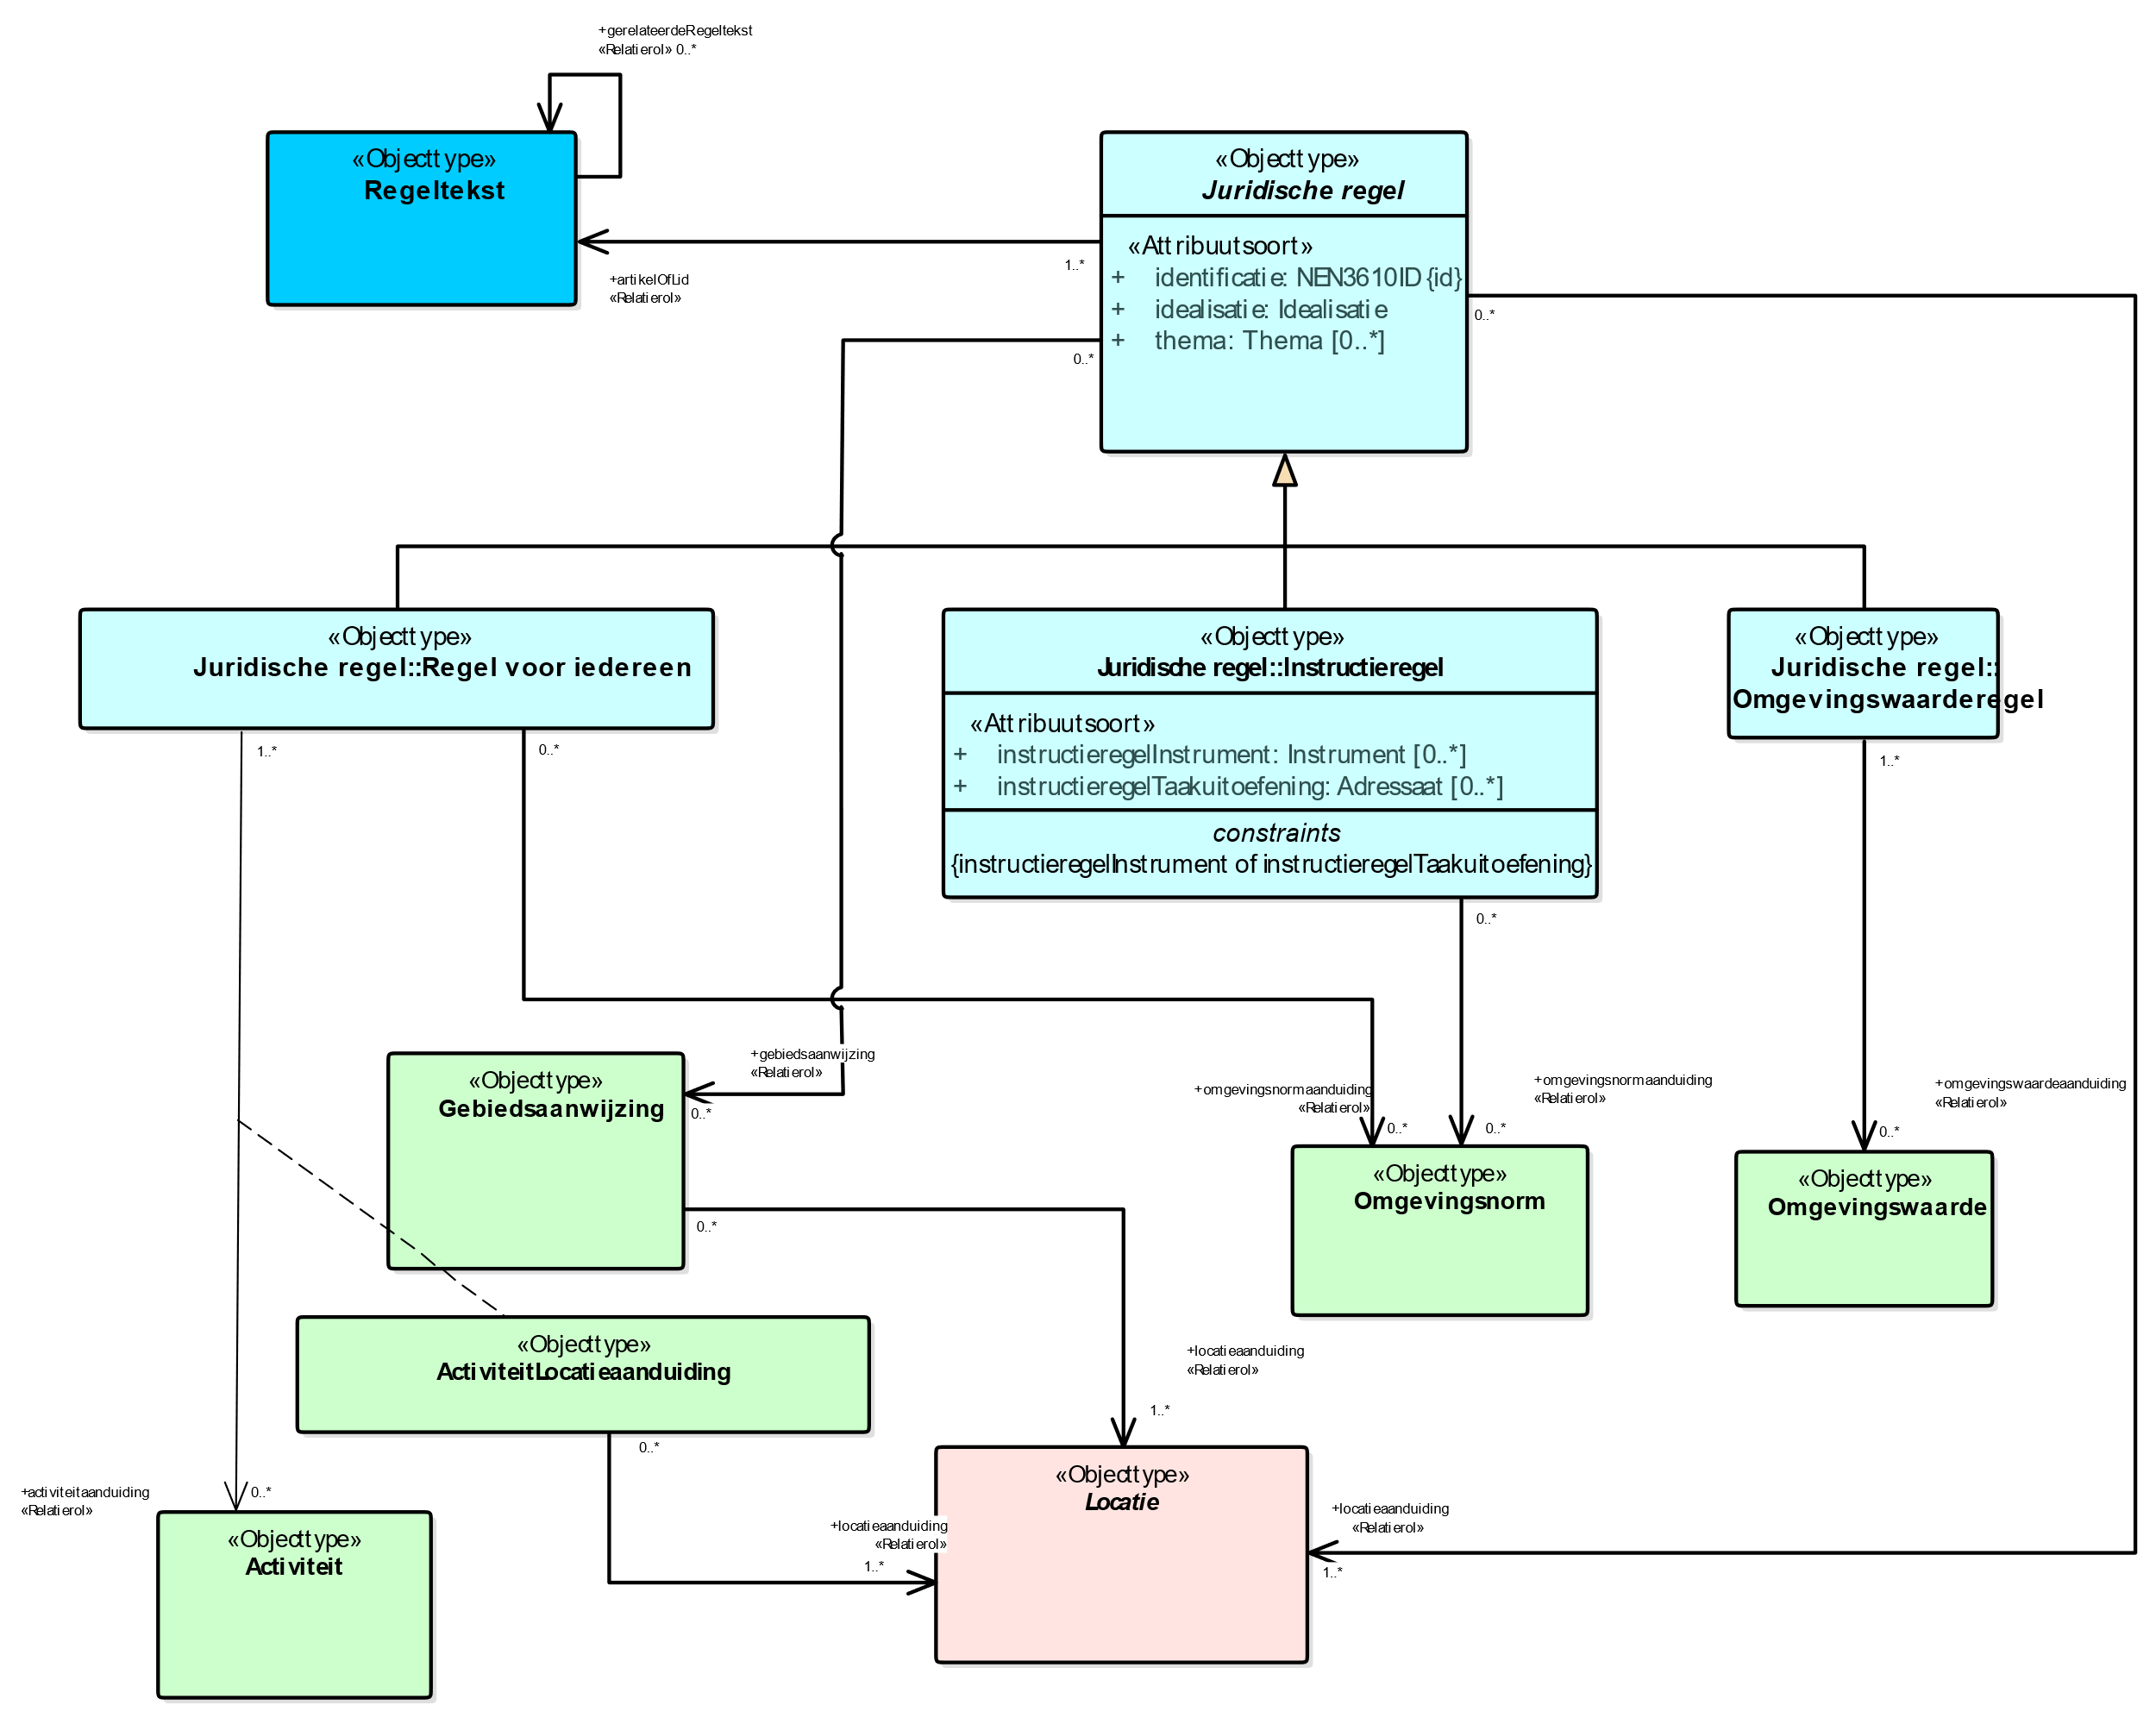 +gerelateerdeRegeltekst
«Relatierol» 0..*
«Objecttype»
Regeltekst
«Objecttype»
Juridische regel
«Attribuutsoort»
+ identificatie: NEN3610ID {id}
+ idealisatie: Idealisatie
+ thema: Thema [0..*]
1..*
+artikelOfLid
«Relatierol»
0..*
0..*
«Objecttype»
Juridische regel::Regel voor iedereen
«Objecttype»
Juridische regel::Instructieregel
«Attribuutsoort»
+ instructieregelInstrument: Instrument [0..*]
+ instructieregelTaakuitoefening: Adressaat [0..*]
constraints
{instructieregelInstrument of instructieregelTaakuitoefening}
«Objecttype»
Juridische regel::
Omgevingswaarderegel
1..*
0..*
1..*
0..*
+gebiedsaanwijzing
«Relatierol»
0..*
+omgevingsnormaanduiding
«Relatierol»
0..*
+omgevingsnormaanduiding
«Relatierol»
0..*
+omgevingswaardeaanduiding
«Relatierol»
0..*
«Objecttype»
Gebiedsaanwijzing
«Objecttype»
Omgevingsnorm
«Objecttype»
Omgevingswaarde
0..*
«Objecttype»
ActiviteitLocatieaanduiding
+locatieaanduiding
«Relatierol»
1..*
0..*
+activiteitaanduiding
«Relatierol»
0..*
«Objecttype»
Activiteit
+locatieaanduiding
«Relatierol»
1..*
«Objecttype»
Locatie
+locatieaanduiding
«Relatierol»
1..*